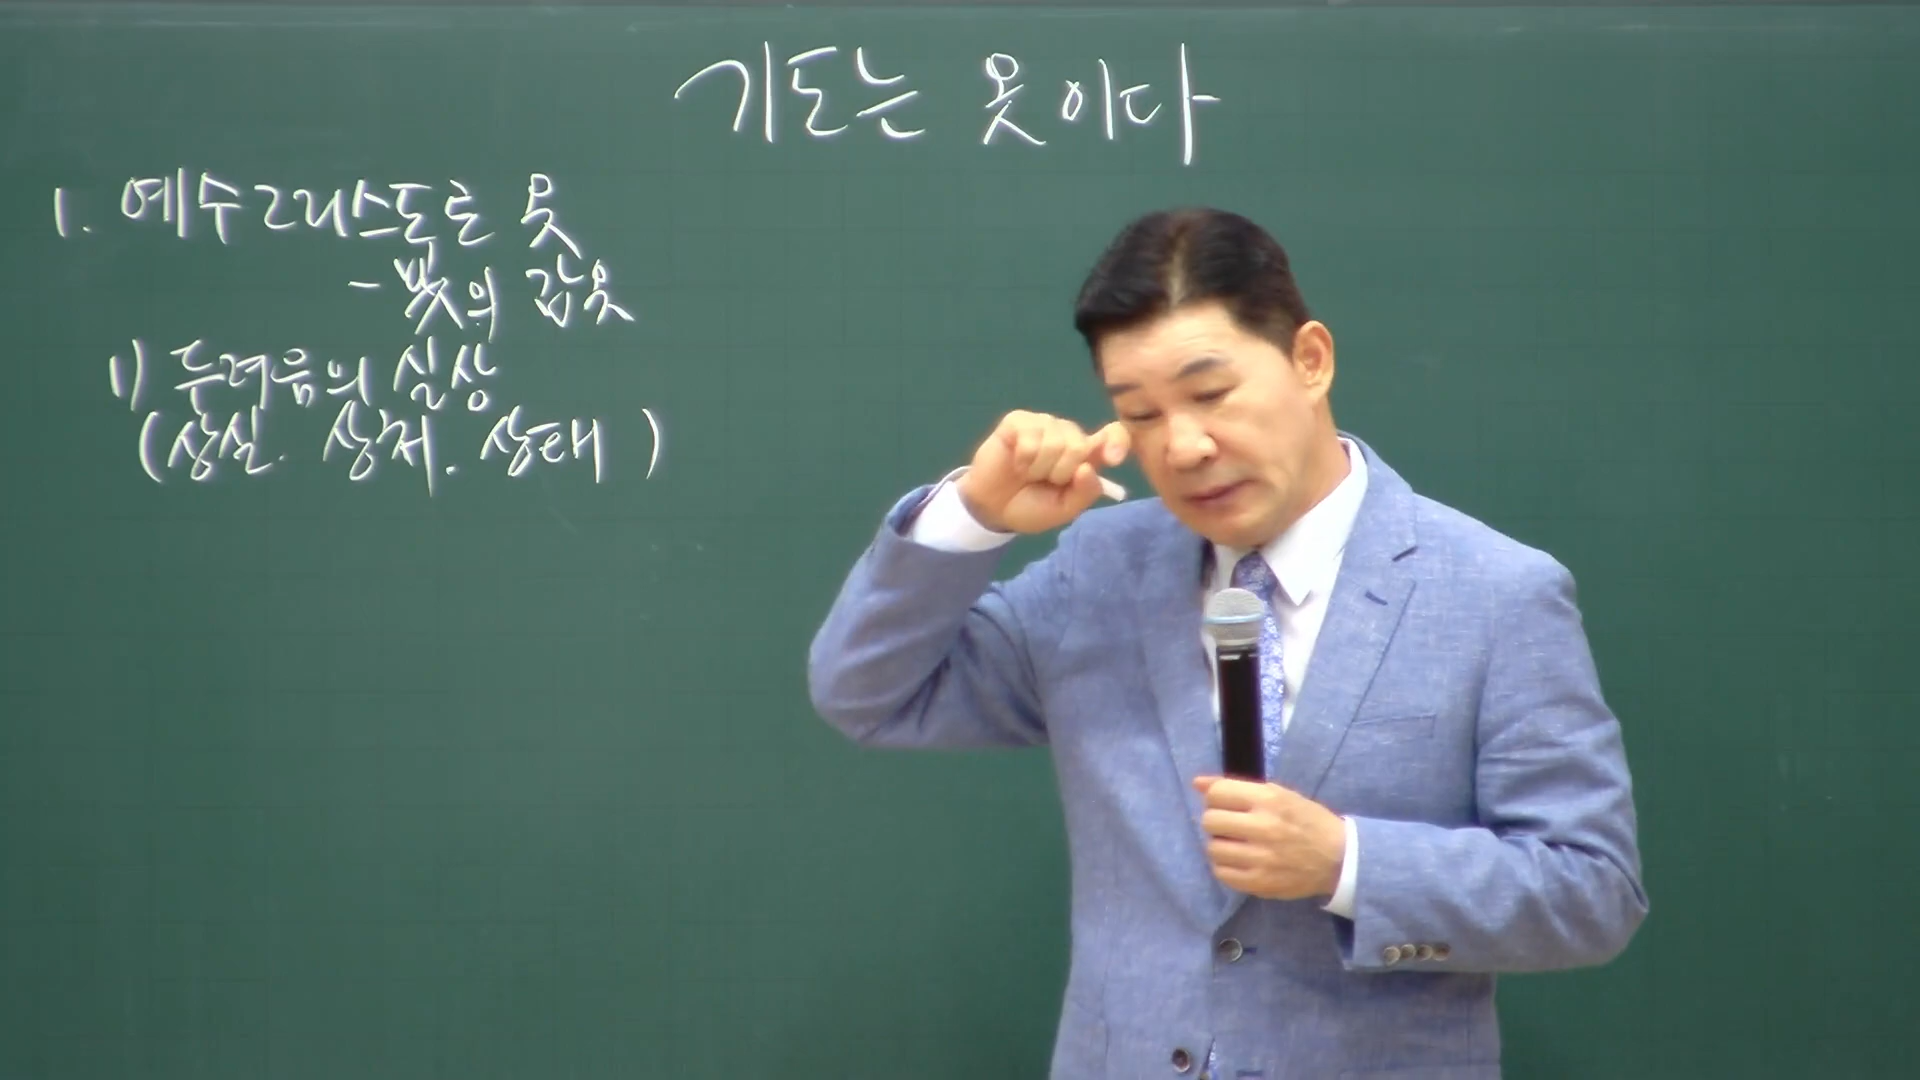 기도는 옷이다
1. 예수그리스도로 옷
- 빛의 갑옷
1) 두려움의 실상
(상실. 상처. 상태)